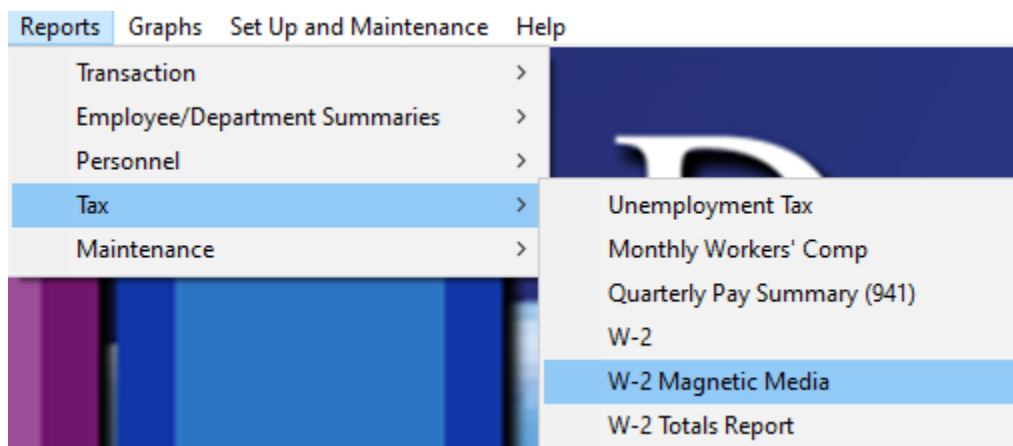 Reports Graphs Set Up and Maintenance Help
Transaction
Employee/Department Summaries
Personnel
Tax
Maintenance
Unemployment Tax
Monthly Workers' Comp
Quarterly Pay Summary (941)
W-2
W-2 Magnetic Media
W-2 Totals Report